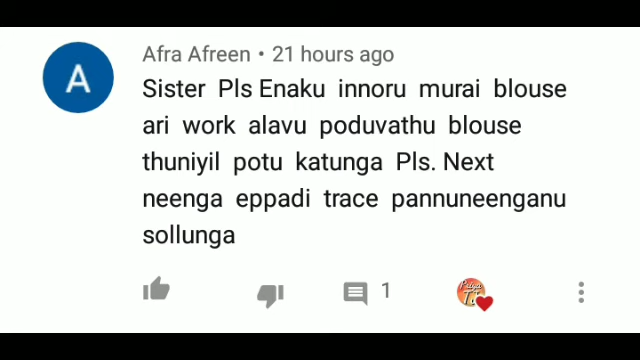 A
Afra Afreen • 21 hours ago
Sister Pls Enaku innoru murai blouse
ari work alavu poduvathu blouse
thuniyil potu katunga Pls. Next
neenga eppadi trace pannuneenganu
sollunga
1